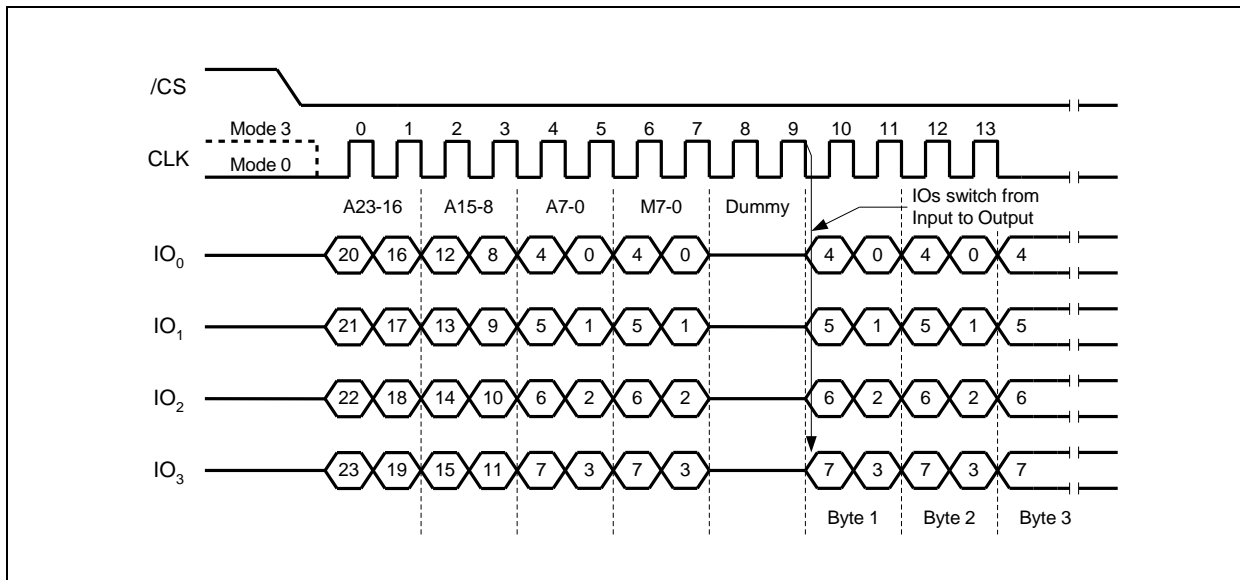 /CS
Mode 3 0 1 2 3 4 5 6 7 8 9 10 11 12 13
CLK
Mode 0
IOs switch from
Input to Output
A23-16 A15-8 A7-0 M7-0 Dummy
IO0 20 16 12 8 4 0 4 0 4 0 4 0 4
IO1 21 17 13 9 5 1 5 1 5 1 5 1 5
IO2 22 18 14 10 6 2 6 2 6 2 6 2 6
IO3 23 19 15 11 7 3 7 3 7 3 7 3 7
Byte 1 Byte 2 Byte 3